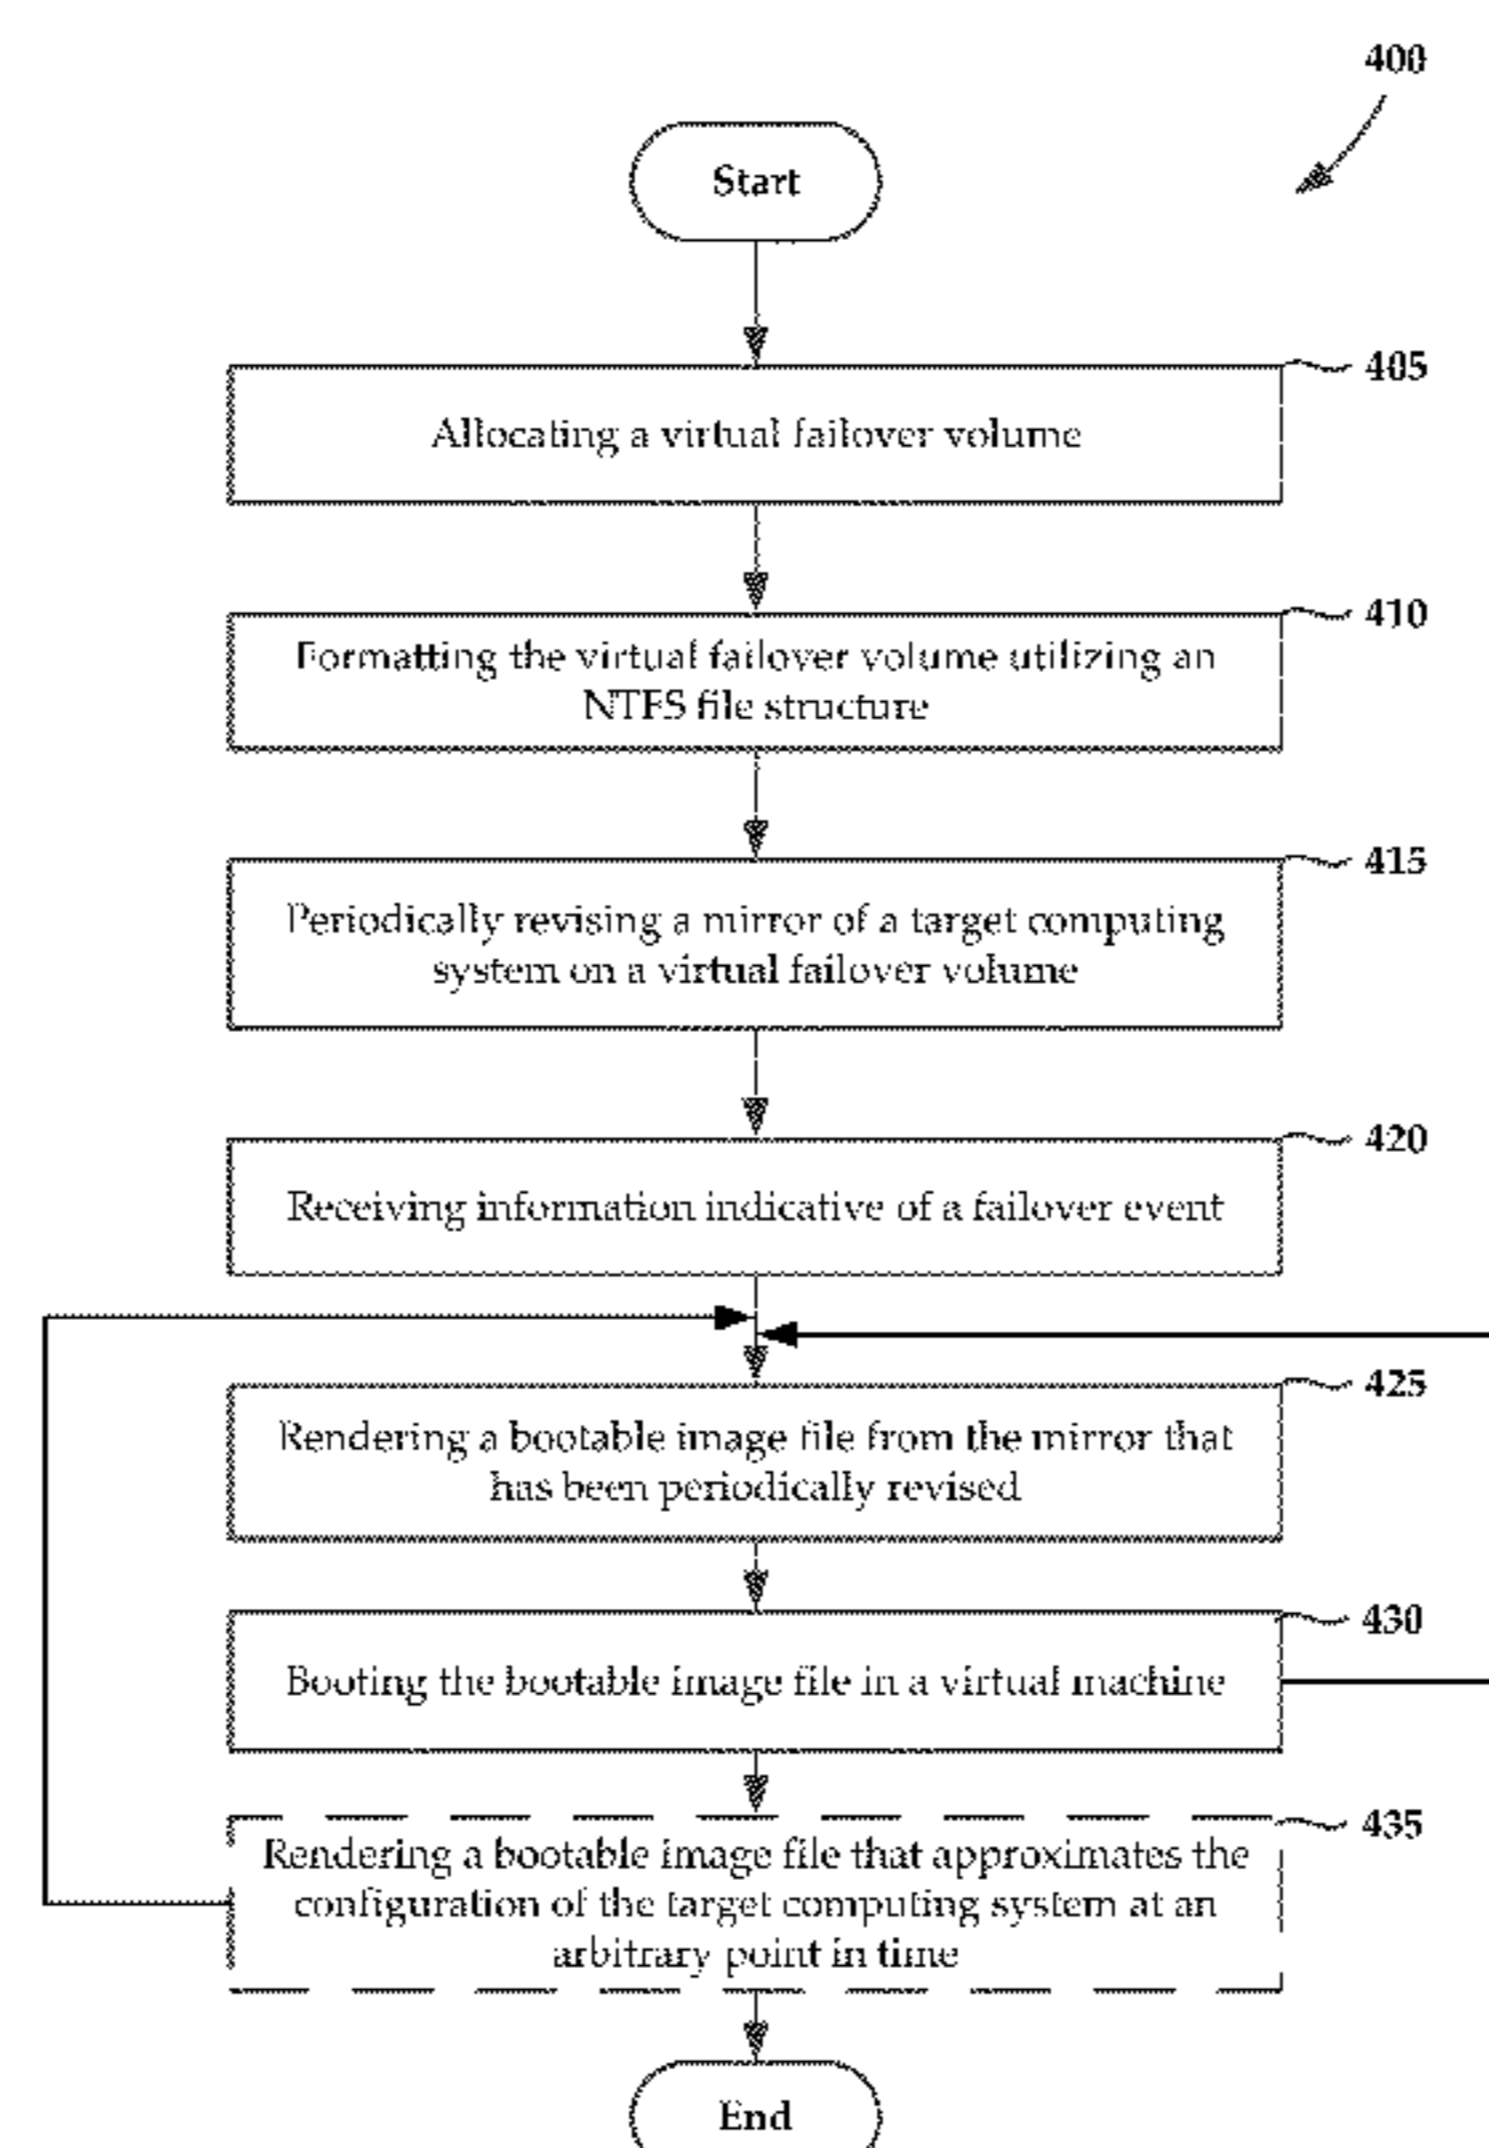 400
Start
405
Allocating a virtual failover volume
410
Formatting the virtual failover volume utilizing an
NTFS file structure
415
Periodically revising a mirror of a target computing
system on a virtual failover volume
420
Receiving information indicative of a failover event
425
Rendering a bootable image file from the mirror that
has been periodically revised
430
Booting the bootable image file in a virtual machine
435
Rendering a bootable image file that approximates the
configuration of the target computing system at an
arbitrary point in time
End